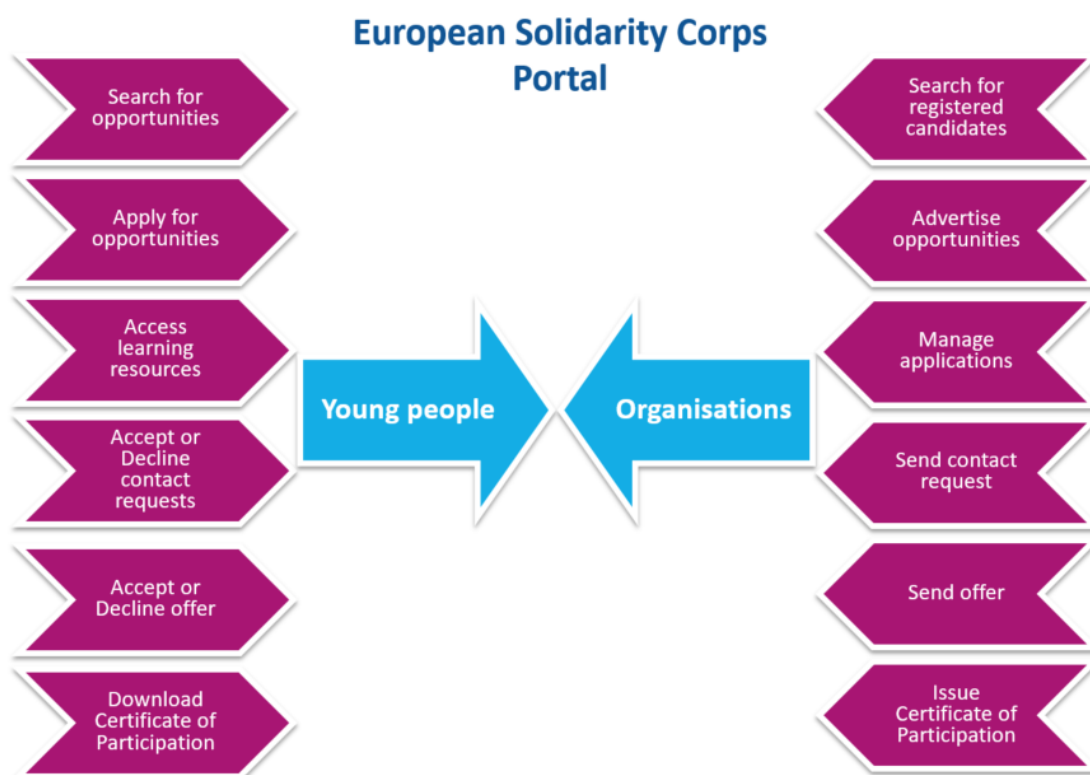 European Solidarity Corps
Portal
Search for
opportunities
Apply for
opportunities
Access
learning
resources
Accept or
Decline
contact
requests
Accept or
Decline offer
Download
Certificate of
Participation
Young people
Organisations
Search for
registered
candidates
Advertise
opportunities
Manage
applications
Send contact
request
Send offer
Issue
Certificate of
Participation